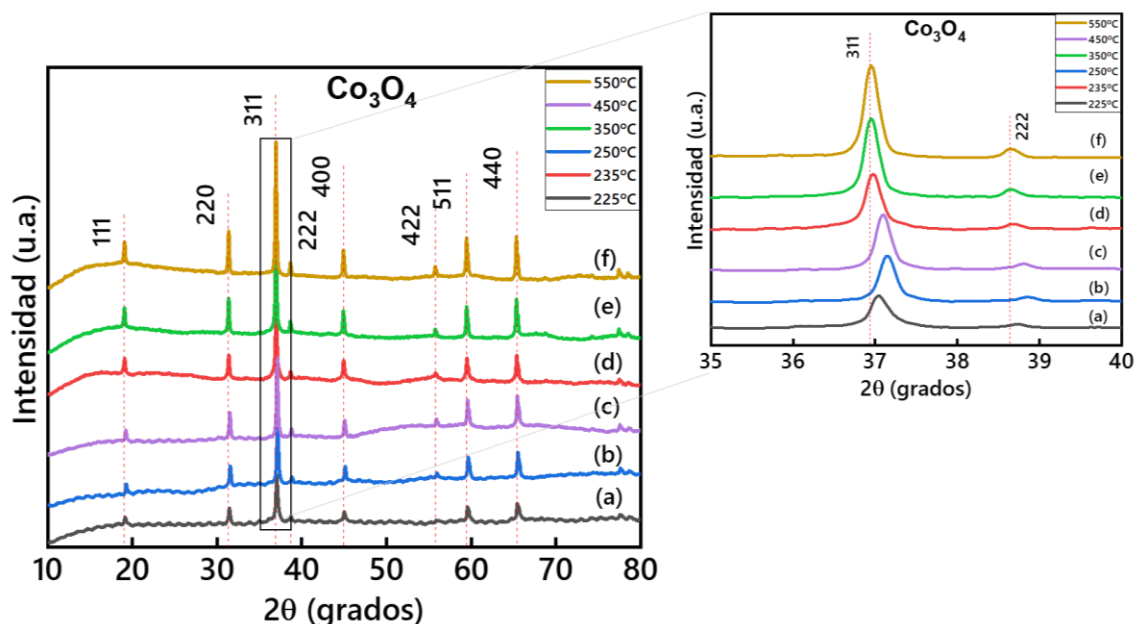 Co3O4
550ºC
450ºC
350ºC
250ºC
235ºC
225ºC
111
220
311
222
400
422
511
440
(f)
(e)
(d)
(c)
(b)
(a)
Intensidad (u.a.)
10 20 30 40 50 60 70 80
2θ (grados)
Co3O4
550ºC
450ºC
350ºC
250ºC
235ºC
225ºC
311
222
(f)
(e)
(d)
(c)
(b)
(a)
Intensidad (u.a.)
35 36 37 38 39 40
2θ (grados)